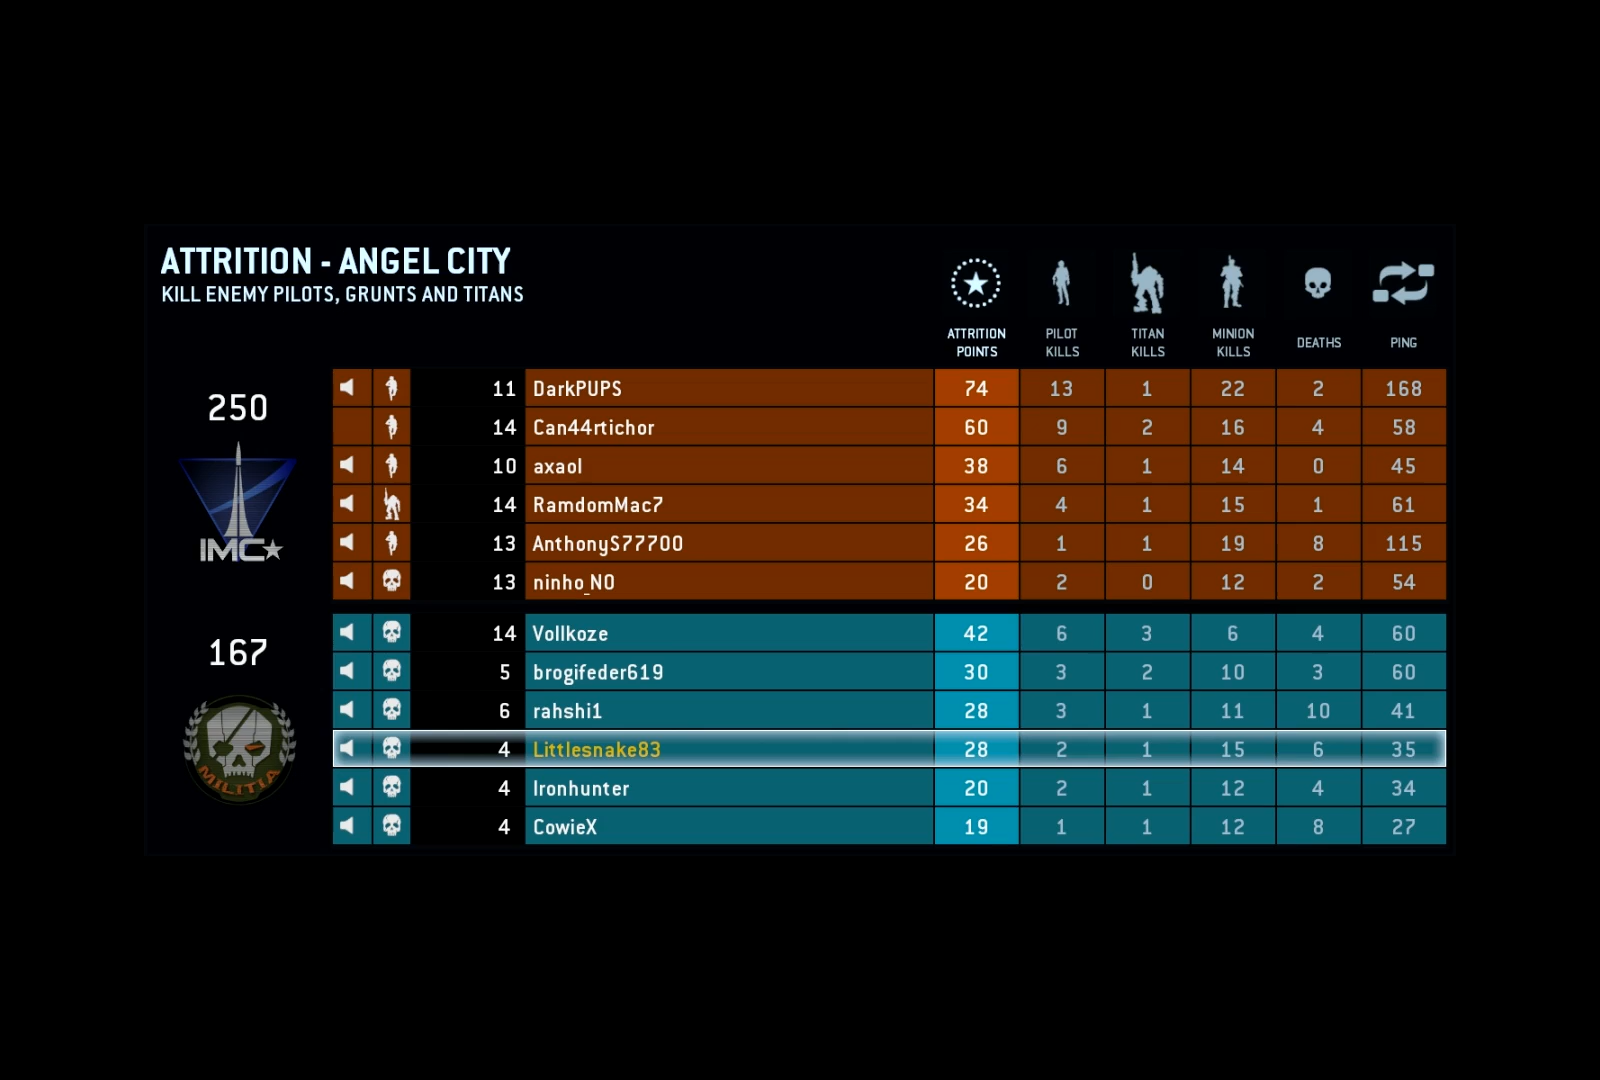 ATTRITION - ANGEL CITY
KILL ENEMY PILOTS, GRUNTS AND TITANS
ATTRITION POINTS PILOT KILLS TITAN KILLS MINION KILLS DEATHS PING
250
IMC
11 DarkPUPS 74 13 1 22 2 168
14 Can44rtichor 60 9 2 16 4 58
10 axaol 38 6 1 14 0 45
14 RamdomMac7 34 4 1 15 1 61
13 AnthonyS77700 26 1 1 19 8 115
13 ninho_NO 20 2 0 12 2 54
167
MILITIA
14 Vollkoze 42 6 3 6 4 60
5 brogifeder619 30 3 2 10 3 60
6 rahshi1 28 3 1 11 10 41
4 Littlesnake83 28 2 1 15 6 35
4 Ironhunter 20 2 1 12 4 34
4 CowieX 19 1 1 12 8 27